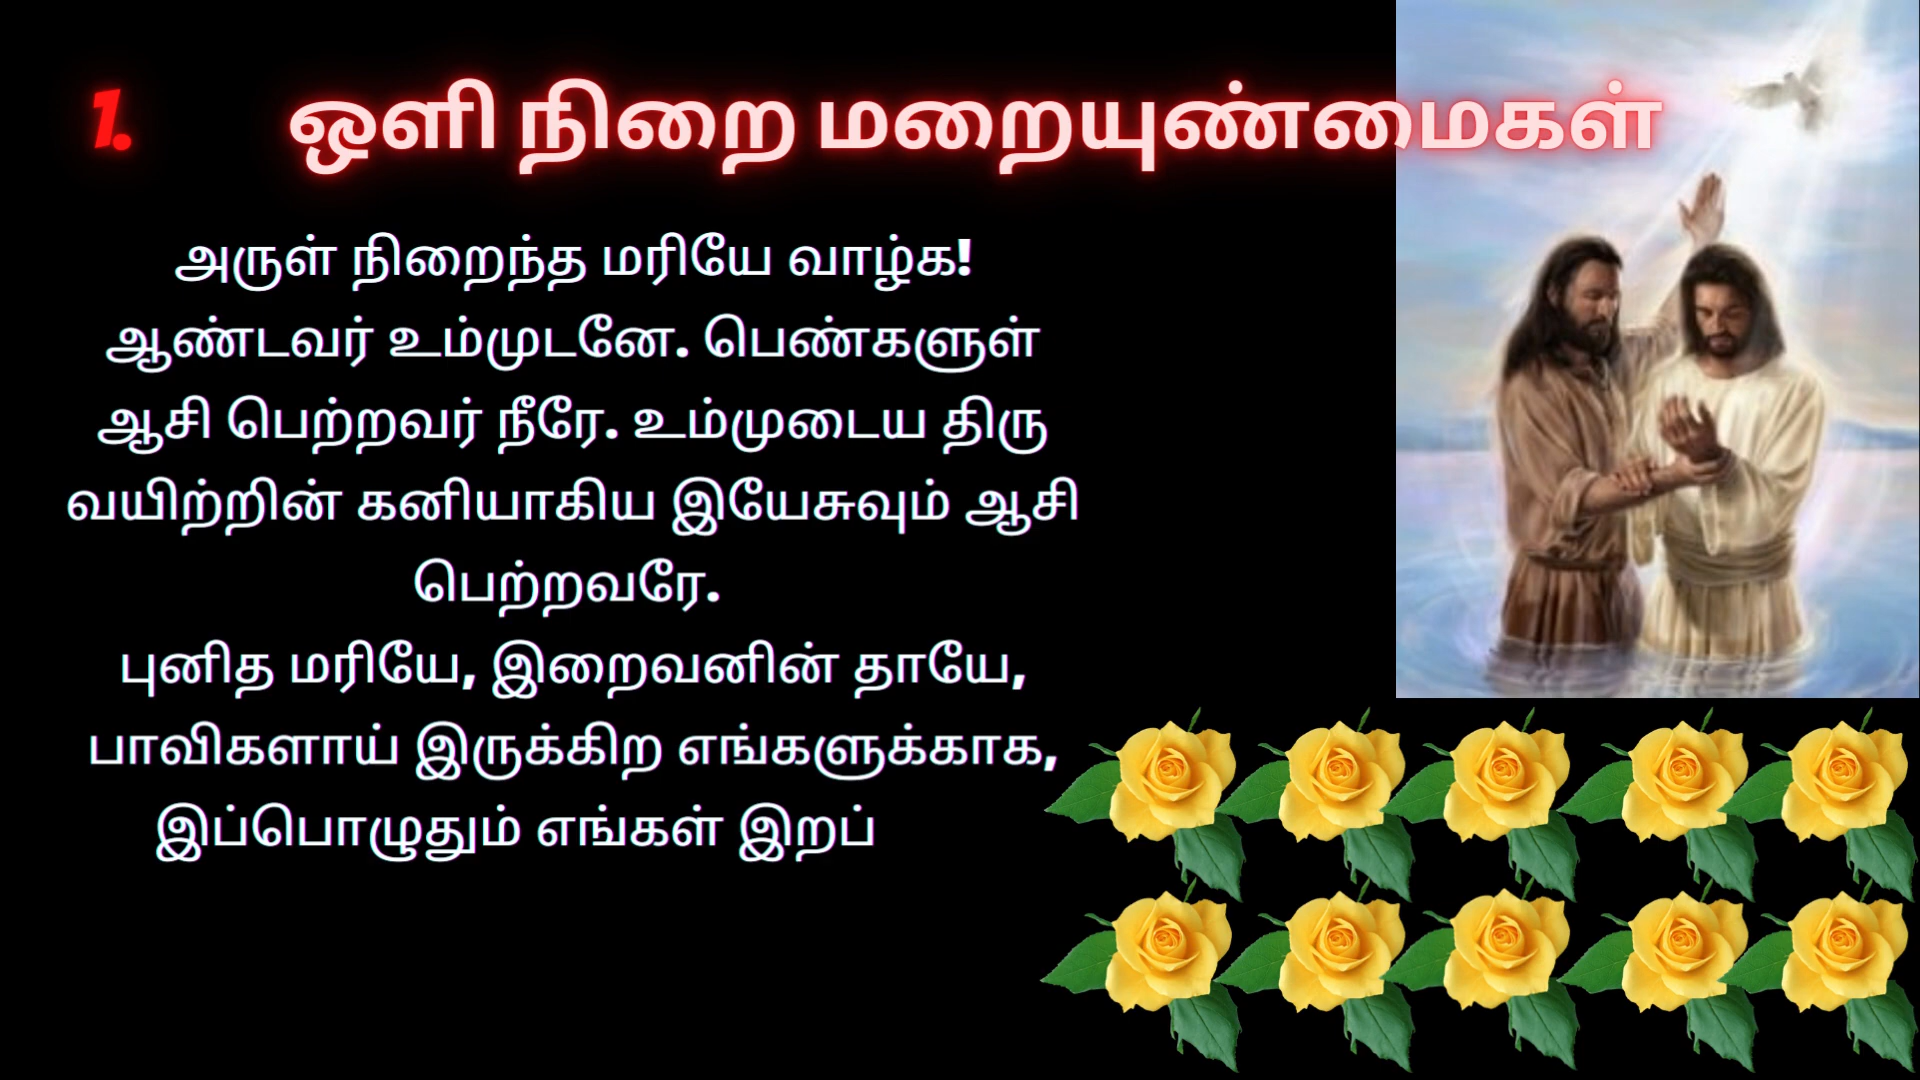 1. ஒளி நிறை மறையுண்மைகள்
அருள் நிறைந்த மரியே வாழ்க!
ஆண்டவர் உம்முடனே. பெண்களுள்
ஆசி பெற்றவர் நீரே. உம்முடைய திரு
வயிற்றின் கனியாகிய இயேசுவும் ஆசி
பெற்றவரே.
புனித மரியே, இறைவனின் தாயே,
பாவிகளாய் இருக்கிற எங்களுக்காக,
இப்பொழுதும் எங்கள் இறப்